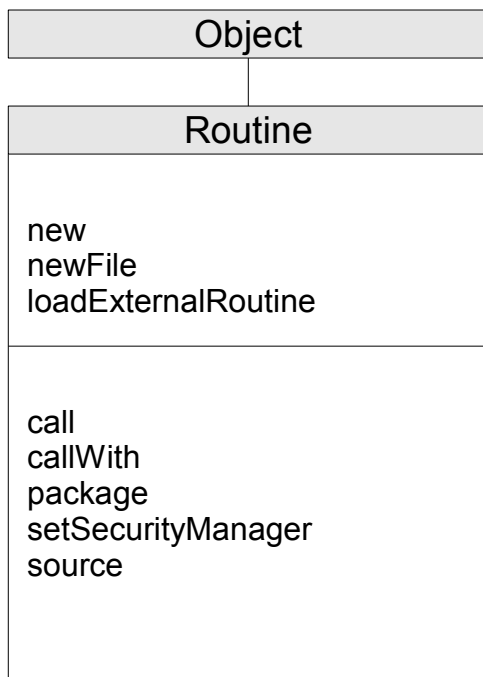 Object
Routine
new
newFile
loadExternalRoutine
call
callWith
package
setSecurityManager
source